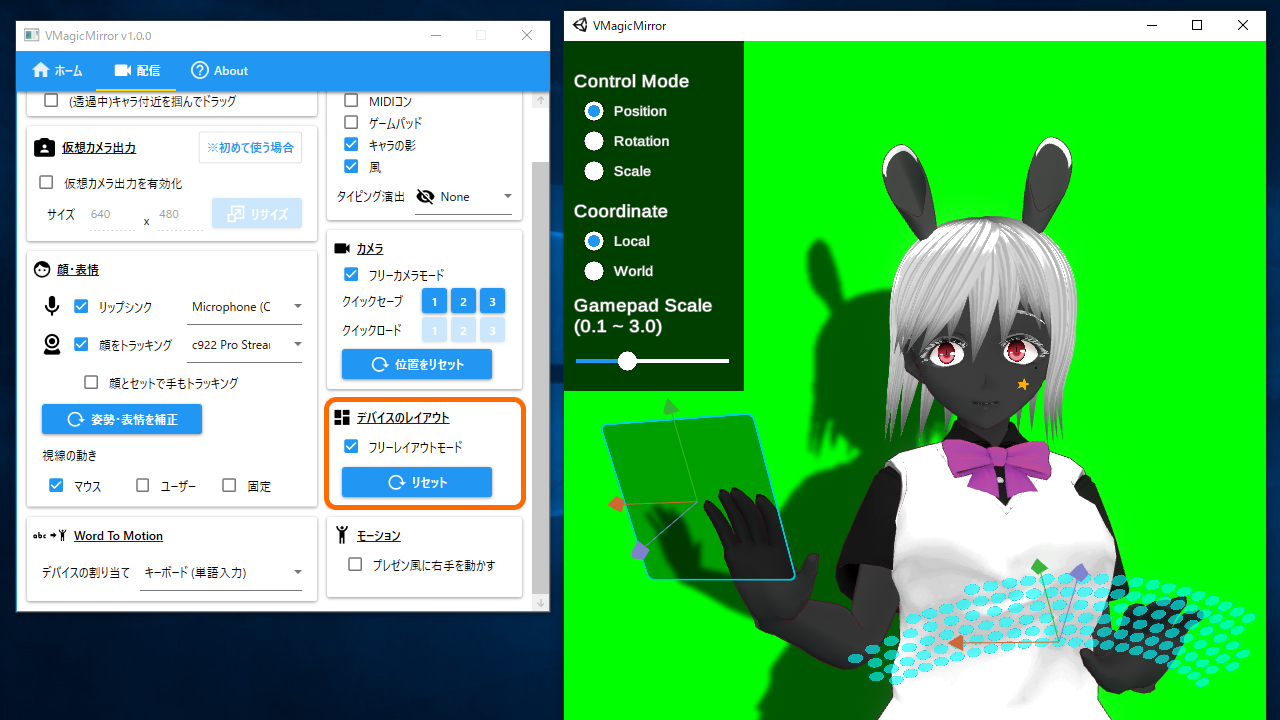 VMagicMirror v1.0.0
ホーム
配信
About
(透過中)キャラ付近を掴んでドラッグ
仮想カメラ出力
※初めて使う場合
仮想カメラ出力を有効化
サイズ
640
x
480
リサイズ
顔・表情
リップシンク
Microphone (C
顔をトラッキング
c922 Pro Strear
顔とセットで手もトラッキング
姿勢・表情を補正
視線の動き
マウス
ユーザー
固定
abc
Word To Motion
デバイスの割り当て
キーボード (単語入力)
MIDIコン
ゲームパッド
キャラの影
風
タイピング演出
None
カメラ
フリーカメラモード
クイックセーブ
1
2
3
クイックロード
1
2
3
位置をリセット
デバイスのレイアウト
フリーレイアウトモード
リセット
モーション
プレゼン風に右手を動かす
VMagicMirror
Control Mode
Position
Rotation
Scale
Coordinate
Local
World
Gamepad Scale
(0.1 ~ 3.0)